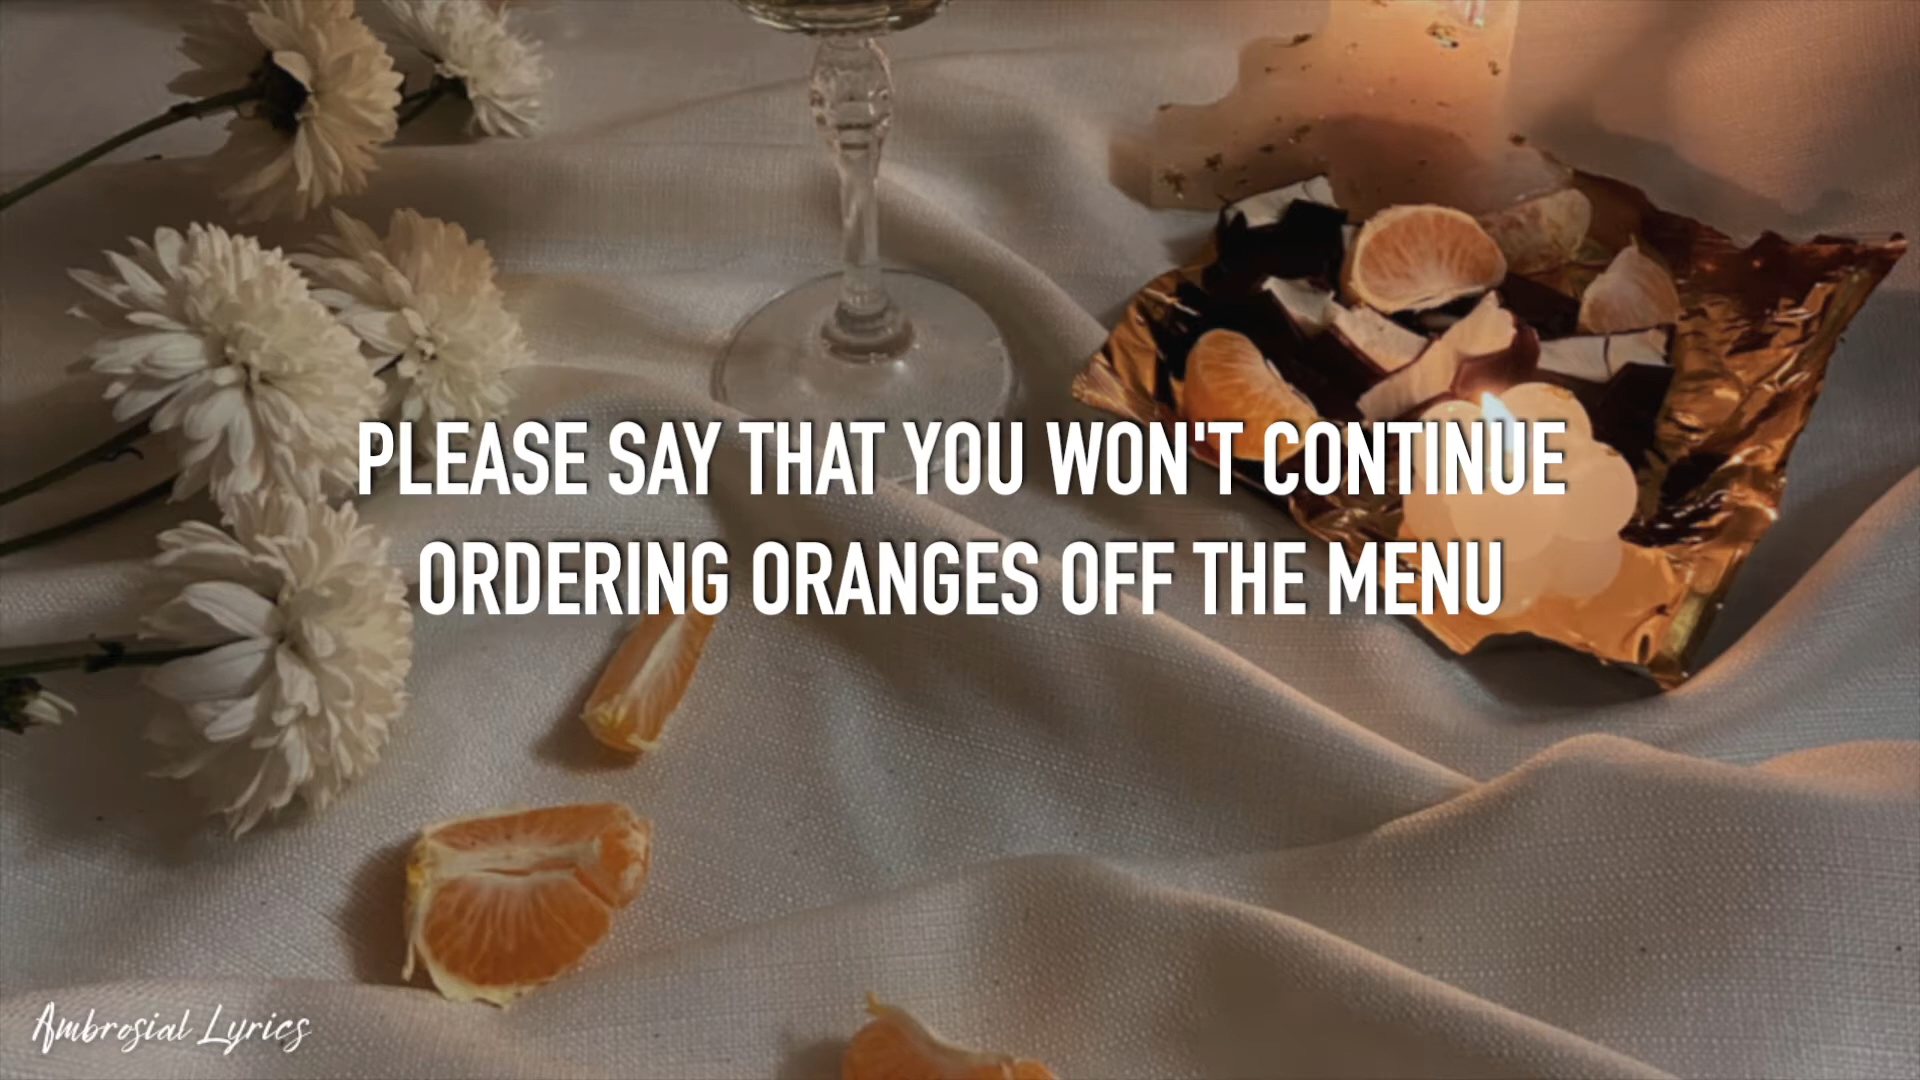 PLEASE SAY THAT YOU WON'T CONTINUE
ORDERING ORANGES OFF THE MENU
Ambrosial Lyrics